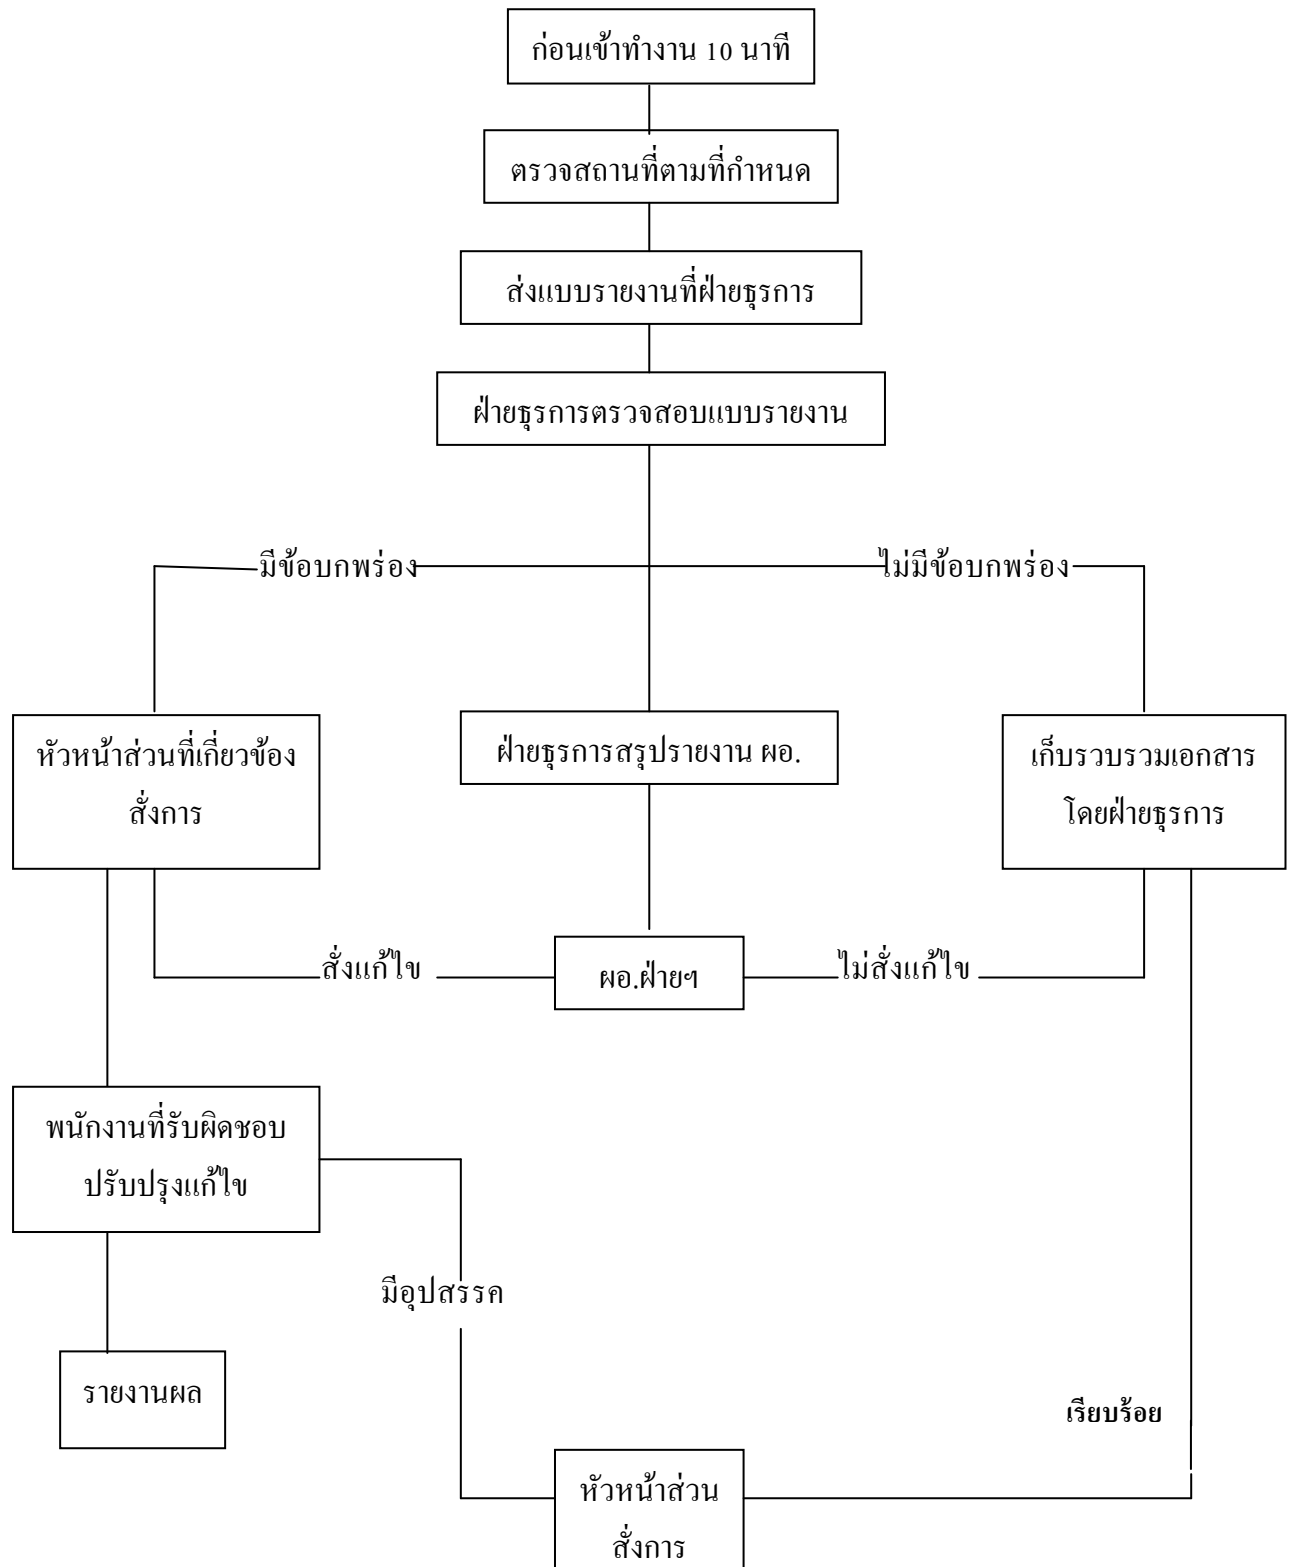 ก่อนเข้าทำงาน 10 นาที
ตรวจสถานที่ตามที่กำหนด
ส่งแบบรายงานที่ฝ่ายธุรการ
ฝ่ายธุรการตรวจสอบแบบรายงาน
มีข้อบกพร่อง
ไม่มีข้อบกพร่อง
หัวหน้าส่วนที่เกี่ยวข้อง
สั่งการ
ฝ่ายธุรการสรุปรายงาน ผอ.
เก็บรวบรวมเอกสาร
โดยฝ่ายธุรการ
สั่งแก้ไข
ผอ.ฝ่ายฯ
ไม่สั่งแก้ไข
พนักงานที่รับผิดชอบ
ปรับปรุงแก้ไข
มีอุปสรรค
รายงานผล
เรียบร้อย
หัวหน้าส่วน
สั่งการ